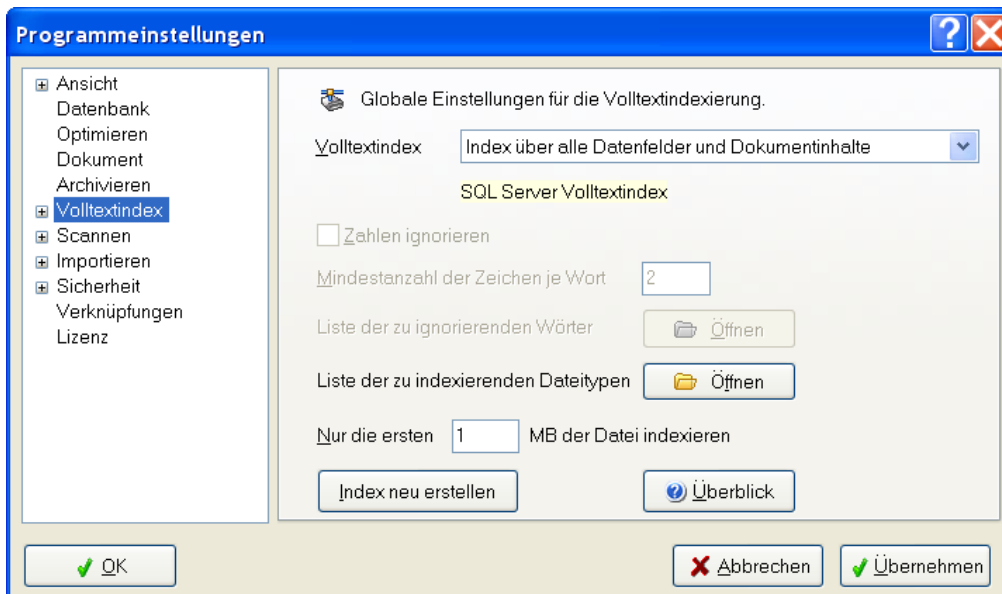 Programmeinstellungen
Ansicht
Datenbank
Optimieren
Dokument
Archivieren
Volltextindex
Scannen
Importieren
Sicherheit
Verknüpfungen
Lizenz
Globale Einstellungen für die Volltextindexierung.
Volltextindex Index über alle Datenfelder und Dokumentinhalte
SQL Server Volltextindex
Zahlen ignorieren
Mindestanzahl der Zeichen je Wort 2
Liste der zu ignorierenden Wörter Öffnen
Liste der zu indexierenden Dateitypen Öffnen
Nur die ersten 1 MB der Datei indexieren
Index neu erstellen Überblick
OK Abbrechen Übernehmen